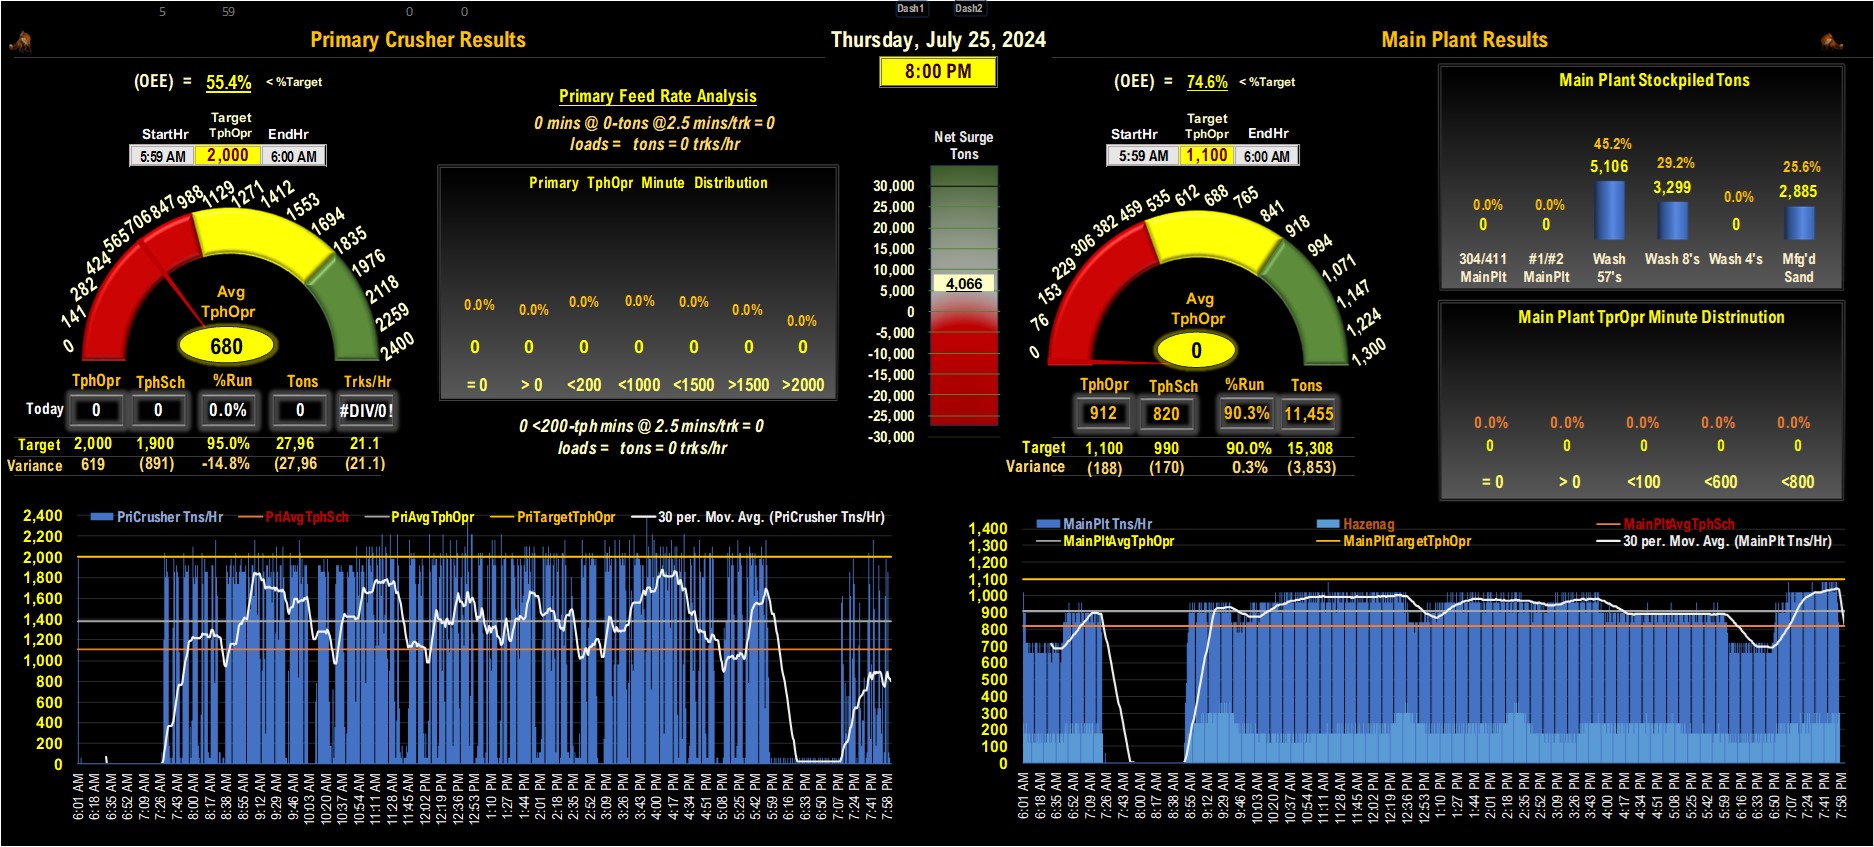 5 59 0 0 Dash1 Dash2
Primary Crusher Results
Thursday, July 25, 2024
Main Plant Results
8:00 PM
(OEE) = 55.4% < %Target
Target
StartHr TphOpr EndHr
5:59 AM 2,000 6:00 AM
0 141 282 424 565 706 847 988 1129 1271 1412 1553 1694 1835 1976 2118 2259 2400
Avg
TphOpr
680
TphOpr TphSch %Run Tons Trks/Hr
Today 0 0 0.0% 0 #DIV/0!
Target 2,000 1,900 95.0% 27,96 21.1
Variance 619 (891) -14.8% (27,96 (21.1)
Primary Feed Rate Analysis
0 mins @ 0-tons @2.5 mins/trk = 0
loads = tons = 0 trks/hr
Primary TphOpr Minute Distribution
0.0% 0.0% 0.0% 0.0% 0.0% 0.0% 0.0%
0 0 0 0 0 0 0
= 0 > 0 <200 <1000 <1500 >1500 >2000
0 <200-tph mins @ 2.5 mins/trk = 0
loads = tons = 0 trks/hr
Net Surge
Tons
30,000
25,000
20,000
15,000
10,000
4,066
5,000
0
-5,000
-10,000
-15,000
-20,000
-25,000
-30,000
(OEE) = 74.6% < %Target
Target
StartHr TphOpr EndHr
5:59 AM 1,100 6:00 AM
0 76 153 229 306 382 459 535 612 688 765 841 918 994 1,071 1,147 1,224 1,300
Avg
TphOpr
0
TphOpr TphSch %Run Tons
912 820 90.3% 11,455
Target 1,100 990 90.0% 15,308
Variance (188) (170) 0.3% (3,853)
Main Plant Stockpiled Tons
0.0% 0.0% 45.2% 29.2% 0.0% 25.6%
0 0 5,106 3,299 0 2,885
304/411 #1/#2 Wash Wash 8's Wash 4's Mfg'd
MainPlt MainPlt 57's Sand
Main Plant TprOpr Minute Distrinution
0.0% 0.0% 0.0% 0.0% 0.0%
0 0 0 0 0
= 0 > 0 <100 <600 <800
PriCrusher Tns/Hr PriAvgTphSch PriAvgTphOpr PriTargetTphOpr 30 per. Mov. Avg. (PriCrusher Tns/Hr)
2,400
2,200
2,000
1,800
1,600
1,400
1,200
1,000
800
600
400
200
0
6:01 AM 6:18 AM 6:35 AM 6:52 AM 7:09 AM 7:26 AM 7:43 AM 8:00 AM 8:17 AM 8:38 AM 8:55 AM 9:12 AM 9:29 AM 9:46 AM 10:03 AM 10:20 AM 10:37 AM 10:54 AM 11:11 AM 11:28 AM 11:45 AM 12:02 PM 12:19 PM 12:36 PM 12:53 PM 1:10 PM 1:27 PM 1:44 PM 2:01 PM 2:18 PM 2:35 PM 2:52 PM 3:09 PM 3:26 PM 3:43 PM 4:00 PM 4:17 PM 4:34 PM 4:51 PM 5:08 PM 5:25 PM 5:42 PM 5:59 PM 6:16 PM 6:33 PM 6:50 PM 7:07 PM 7:24 PM 7:41 PM 7:58 PM
MainPlt Tns/Hr Hazenag MainPltAvgTphSch
MainPltAvgTphOpr MainPltTargetTphOpr 30 per. Mov. Avg. (MainPlt Tns/Hr)
1,400
1,300
1,200
1,100
1,000
900
800
700
600
500
400
300
200
100
0
6:01 AM 6:18 AM 6:35 AM 6:52 AM 7:09 AM 7:26 AM 7:43 AM 8:00 AM 8:17 AM 8:38 AM 8:55 AM 9:12 AM 9:29 AM 9:46 AM 10:03 AM 10:20 AM 10:37 AM 10:54 AM 11:11 AM 11:28 AM 11:45 AM 12:02 PM 12:19 PM 12:36 PM 12:53 PM 1:10 PM 1:27 PM 1:44 PM 2:01 PM 2:18 PM 2:35 PM 2:52 PM 3:09 PM 3:26 PM 3:43 PM 4:00 PM 4:17 PM 4:34 PM 4:51 PM 5:08 PM 5:25 PM 5:42 PM 5:59 PM 6:16 PM 6:33 PM 6:50 PM 7:07 PM 7:24 PM 7:41 PM 7:58 PM